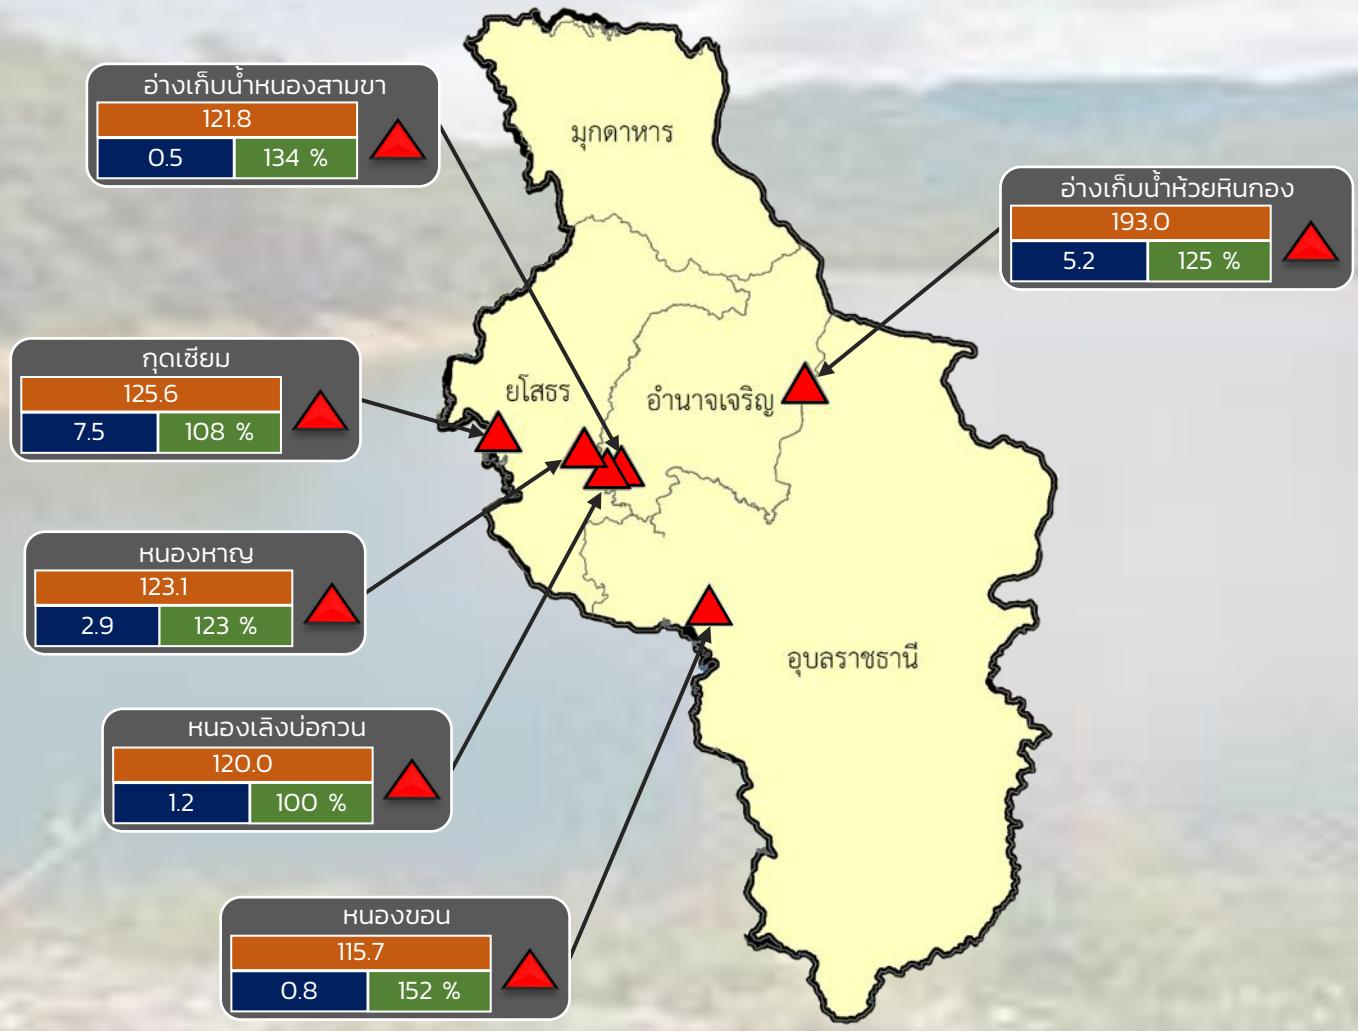 อ่างเก็บน้ำหนองสามขา
121.8
0.5 134 %
มุกดาหาร
อ่างเก็บน้ำห้วยหินกอง
193.0
5.2 125 %
กุดเซียม
125.6
7.5 108 %
ยโสธร
อำนาจเจริญ
หนองหาญ
123.1
2.9 123 %
อุบลราชธานี
หนองเลิงบ่อกวน
120.0
1.2 100 %
หนองขอน
115.7
0.8 152 %